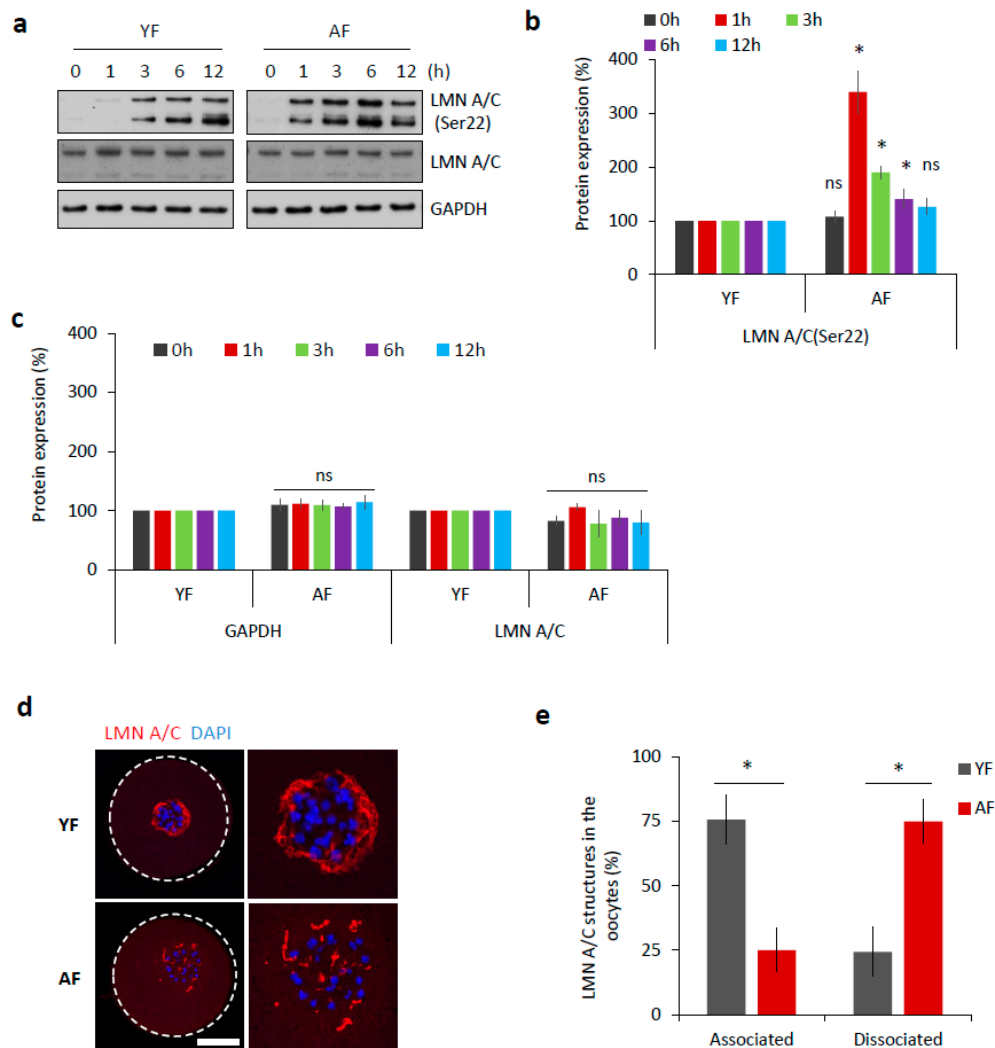 a
YF AF
0 1 3 6 12 0 1 3 6 12 (h)
LMN A/C
(Ser22)
LMN A/C
GAPDH
b
0h 1h 3h
6h 12h
Protein expression (%)
400
300
200
100
0
ns * * * ns
YF AF
LMN A/C(Ser22)
c
0h 1h 3h 6h 12h
Protein expression (%)
400
300
200
100
0
ns ns
YF AF YF AF
GAPDH LMN A/C
d
LMN A/C DAPI
YF
AF
e
YF
AF
LMN A/C structures in the
oocytes (%)
100
75
50
25
0
* *
Associated Dissociated